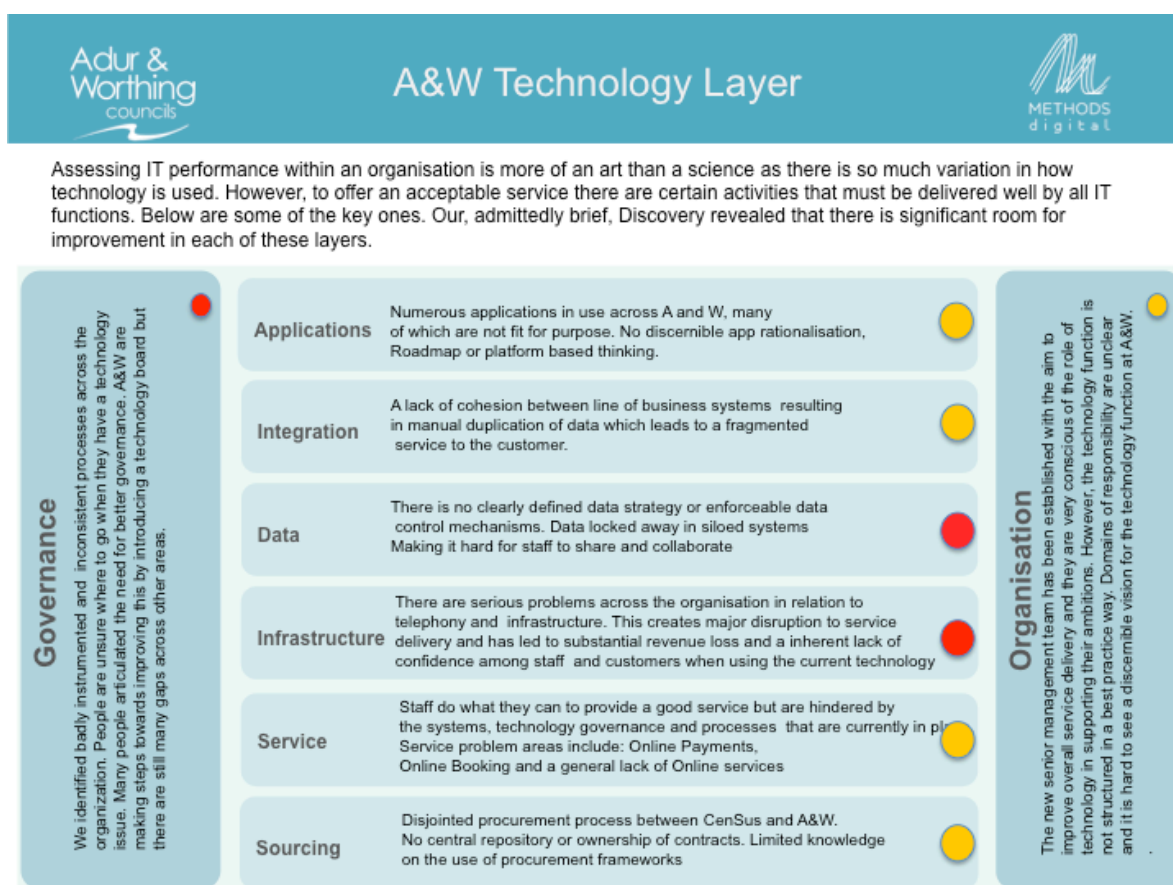 Adur &
Worthing
councils
A&W Technology Layer
METHODS
digital
Assessing IT performance within an organisation is more of an art than a science as there is so much variation in how
technology is used. However, to offer an acceptable service there are certain activities that must be delivered well by all IT
functions. Below are some of the key ones. Our, admittedly brief, Discovery revealed that there is significant room for
improvement in each of these layers.
Governance
We identified badly instrumented and inconsistent processes across the
organization. People are unsure where to go when they have a technology
issue. Many people articulated the need for better governance. A&W are
making steps towards improving this by introducing a technology board but
there are still many gaps across other areas.
Applications
Numerous applications in use across A and W, many
of which are not fit for purpose. No discernible app rationalisation,
Roadmap or platform based thinking.
Integration
A lack of cohesion between line of business systems resulting
in manual duplication of data which leads to a fragmented
service to the customer.
Data
There is no clearly defined data strategy or enforceable data
control mechanisms. Data locked away in siloed systems
Making it hard for staff to share and collaborate
Infrastructure
There are serious problems across the organisation in relation to
telephony and infrastructure. This creates major disruption to service
delivery and has led to substantial revenue loss and a inherent lack of
confidence among staff and customers when using the current technology
Service
Staff do what they can to provide a good service but are hindered by
the systems, technology governance and processes that are currently in
Service problem areas include: Online Payments,
Online Booking and a general lack of Online services
Sourcing
Disjointed procurement process between CenSus and A&W.
No central repository or ownership of contracts. Limited knowledge
on the use of procurement frameworks
Organisation
The new senior management team has been established with the aim to
improve overall service delivery and they are very conscious of the role of
technology in supporting their ambitions. However, the technology function is
not structured in a best practice way. Domains of responsibility are unclear
and it is hard to see a discernible vision for the technology function at A&W.
.